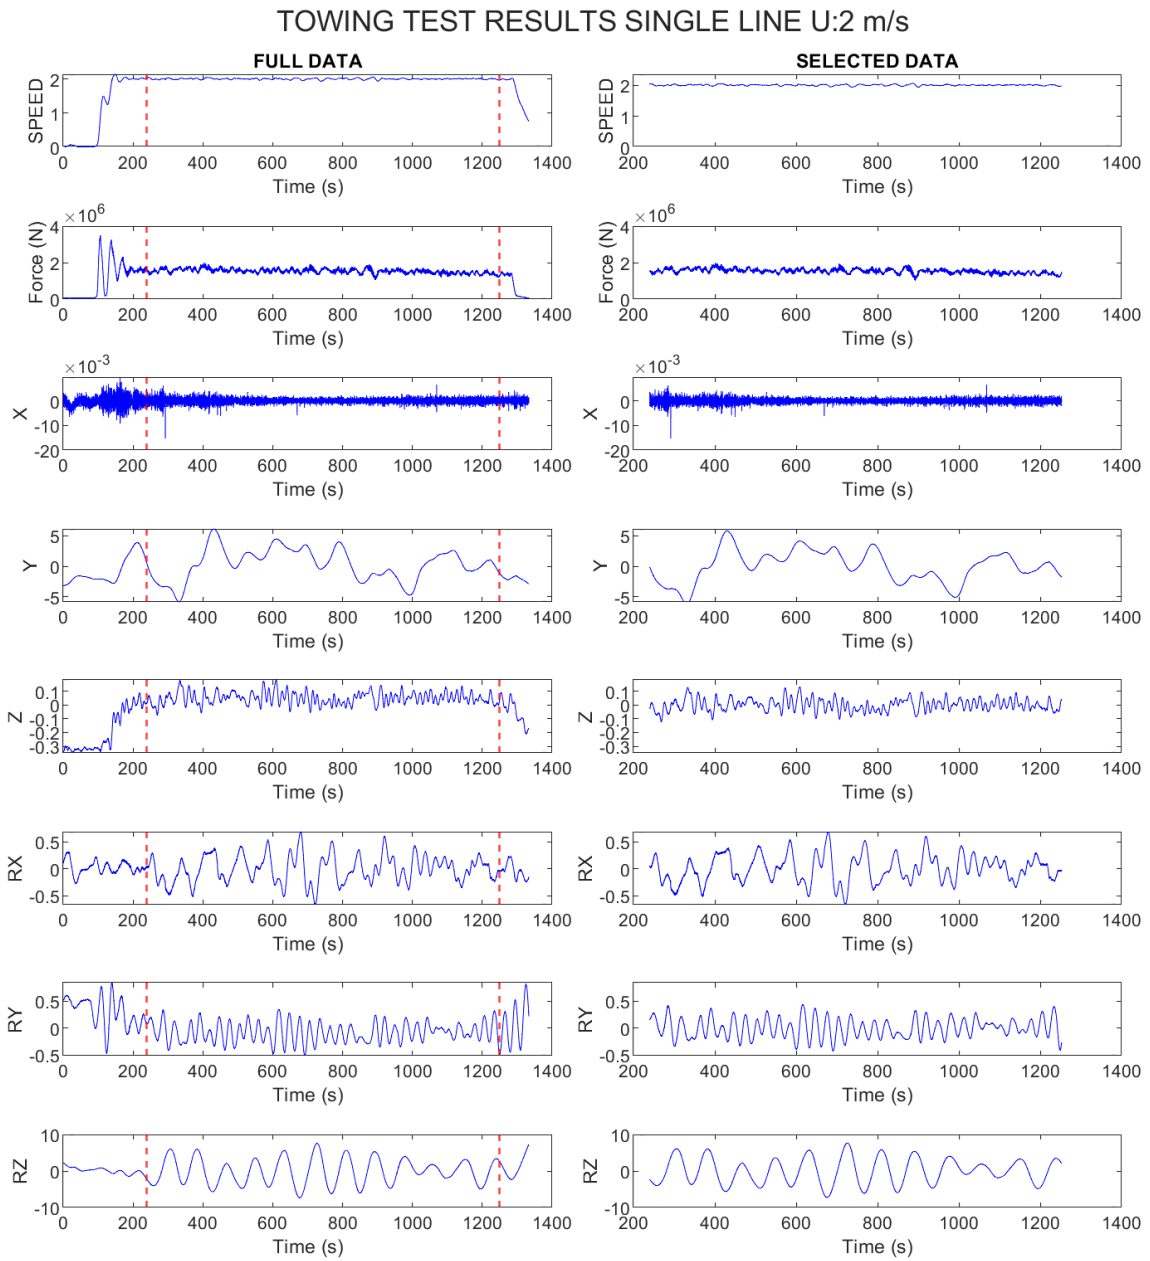 TOWING TEST RESULTS SINGLE LINE U:2 m/s
FULL DATA
SPEED
2
1
0
0 200 400 600 800 1000 1200 1400
Time (s)
SELECTED DATA
SPEED
2
1
0
200 400 600 800 1000 1200 1400
Time (s)
×10^6
Force (N)
4
2
0
0 200 400 600 800 1000 1200 1400
Time (s)
×10^6
Force (N)
4
2
0
200 400 600 800 1000 1200 1400
Time (s)
×10^-3
X
0
-10
-20
0 200 400 600 800 1000 1200 1400
Time (s)
×10^-3
X
0
-10
-20
200 400 600 800 1000 1200 1400
Time (s)
Y
5
0
-5
0 200 400 600 800 1000 1200 1400
Time (s)
Y
5
0
-5
200 400 600 800 1000 1200 1400
Time (s)
Z
0.1
0
-0.1
-0.2
-0.3
0 200 400 600 800 1000 1200 1400
Time (s)
Z
0.1
0
-0.1
-0.2
-0.3
200 400 600 800 1000 1200 1400
Time (s)
RX
0.5
0
-0.5
0 200 400 600 800 1000 1200 1400
Time (s)
RX
0.5
0
-0.5
200 400 600 800 1000 1200 1400
Time (s)
RY
0.5
0
-0.5
0 200 400 600 800 1000 1200 1400
Time (s)
RY
0.5
0
-0.5
200 400 600 800 1000 1200 1400
Time (s)
RZ
10
0
-10
0 200 400 600 800 1000 1200 1400
Time (s)
RZ
10
0
-10
200 400 600 800 1000 1200 1400
Time (s)